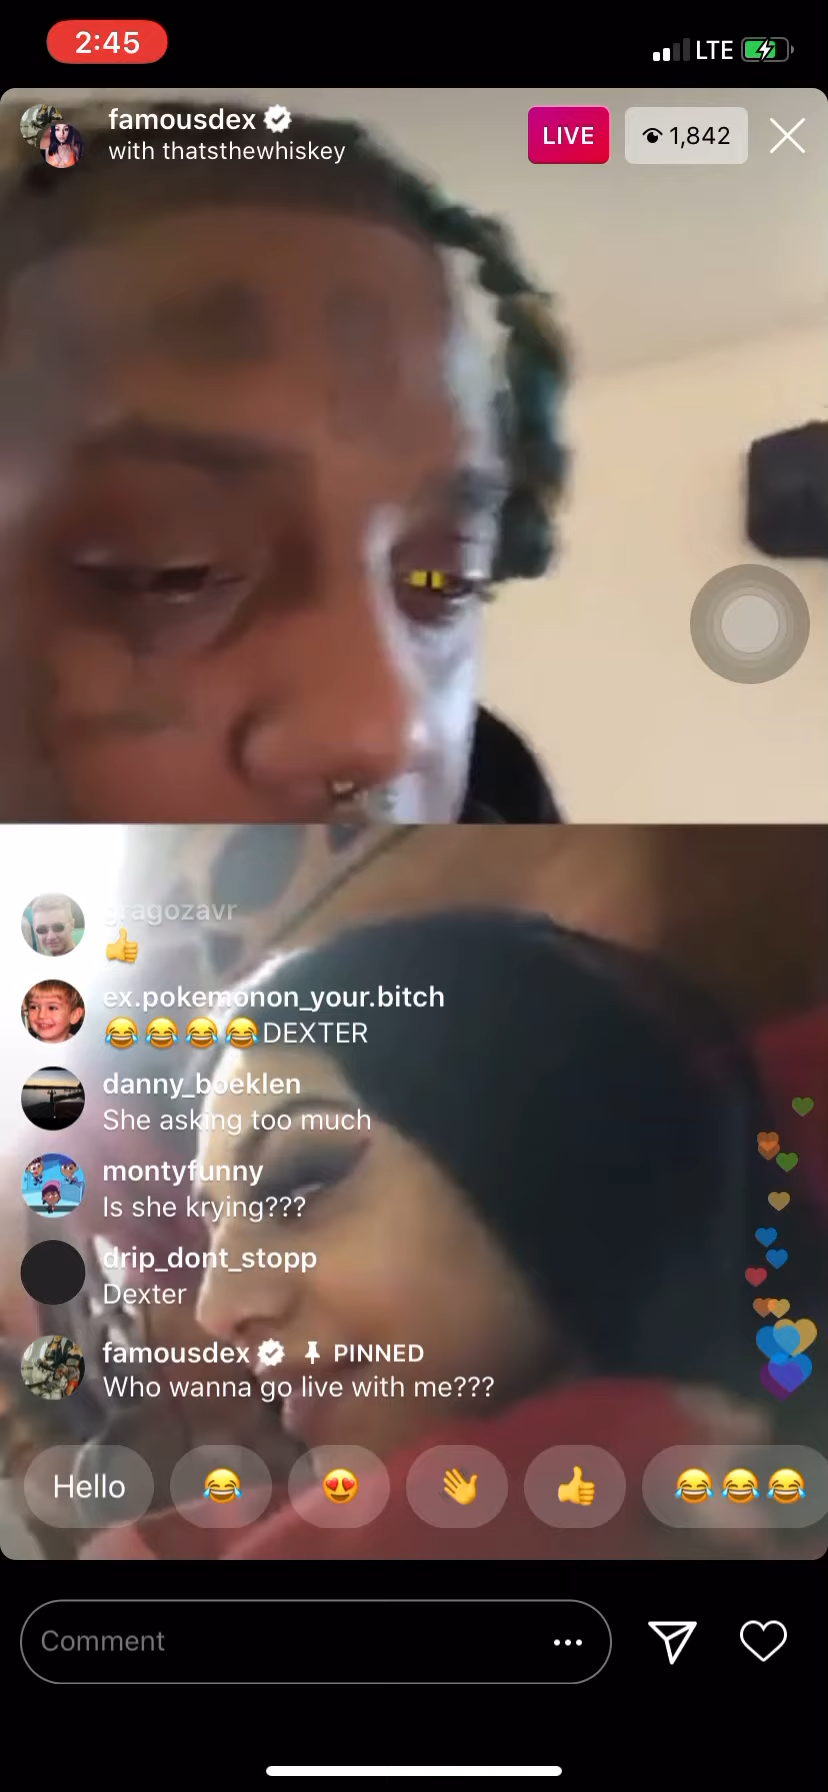 2:45
LTE
famousdex
with thatsthewhiskey
LIVE
1,842
gragozavr
👍
ex.pokemonon_your.bitch
😂😂😂😂DEXTER
danny_boeklen
She asking too much
montyfunny
Is she krying???
drip_dont_stopp
Dexter
famousdex PINNED
Who wanna go live with me???
Hello 😂 😍 👋 👍 😂😂😂
Comment